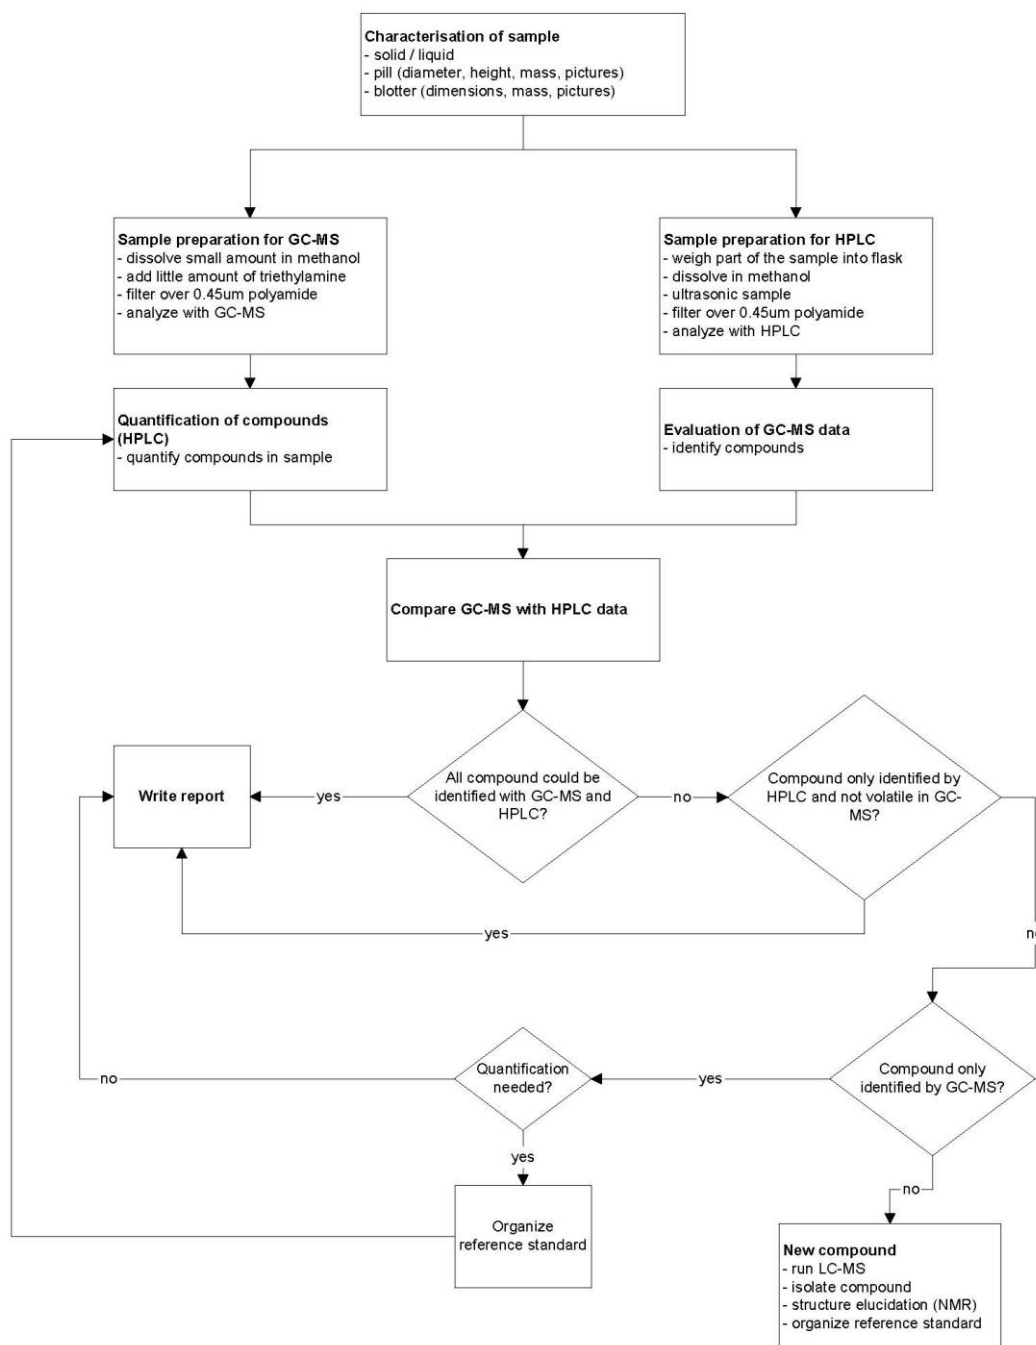 Characterisation of sample
- solid / liquid
- pill (diameter, height, mass, pictures)
- blotter (dimensions, mass, pictures)
Sample preparation for GC-MS
- dissolve small amount in methanol
- add little amount of triethylamine
- filter over 0.45um polyamide
- analyze with GC-MS
Sample preparation for HPLC
- weigh part of the sample into flask
- dissolve in methanol
- ultrasonic sample
- filter over 0.45um polyamide
- analyze with HPLC
Quantification of compounds
(HPLC)
- quantify compounds in sample
Evaluation of GC-MS data
- identify compounds
Compare GC-MS with HPLC data
Write report
yes
All compound could be
identified with GC-MS and
HPLC?
no
Compound only identified by
HPLC and not volatile in GC-
MS?
yes
no
Quantification
needed?
yes
Compound only
identified by GC-MS?
no
yes
no
Organize
reference standard
New compound
- run LC-MS
- isolate compound
- structure elucidation (NMR)
- organize reference standard